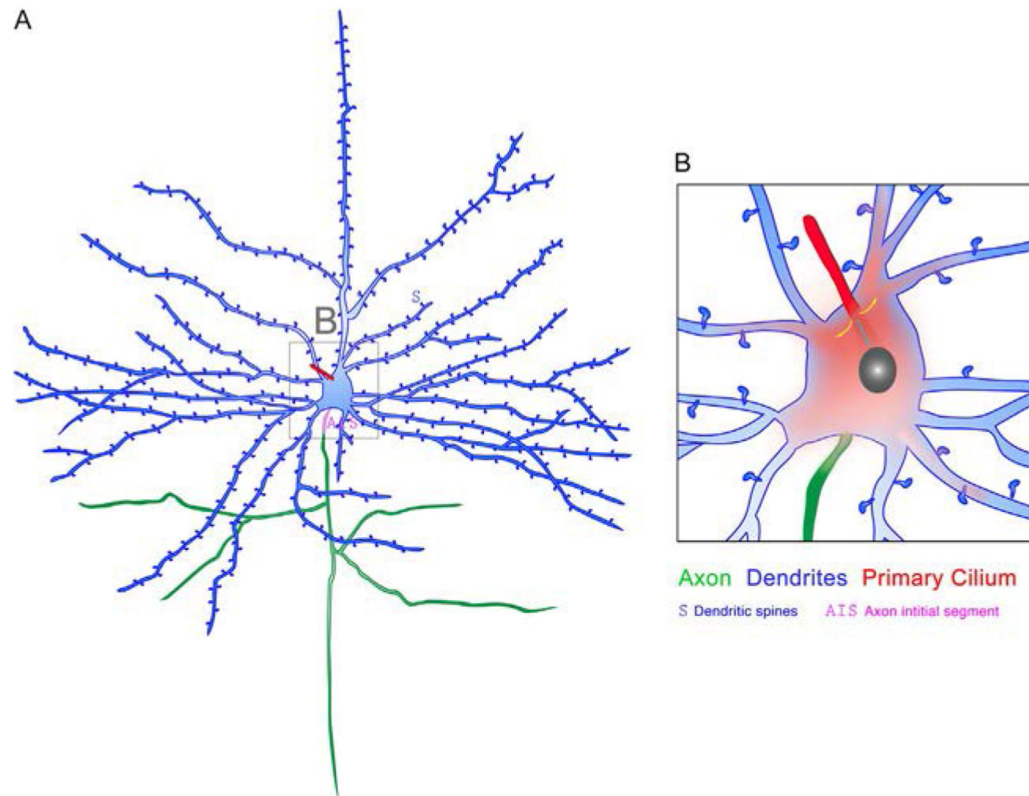 A
S
B
AIS
B
Axon Dendrites Primary Cilium
S Dendritic spines AIS Axon intitial segment